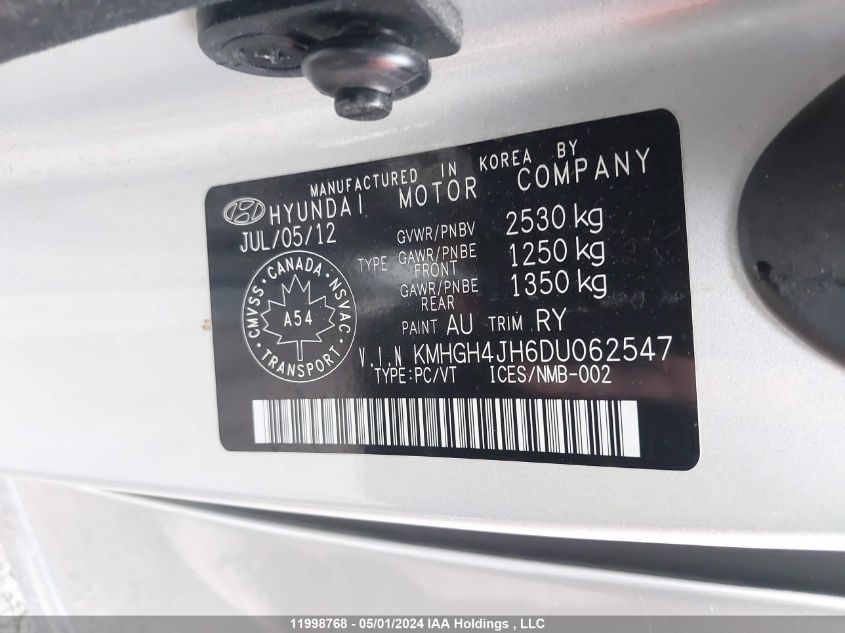 MANUFACTURED IN KOREA BY
HYUNDAI MOTOR COMPANY
JUL/05/12
GVWR/PNBV 2530 kg
TYPE GAWR/PNBE FRONT 1250 kg
GAWR/PNBE REAR 1350 kg
CMVSS · CANADA · NSVAC · TRANSPORT ·
A54
PAINT AU TRIM RY
V.I.N KMHGH4JH6DU062547
TYPE:PC/VT ICES/NMB-002
11998768 - 05/01/2024 IAA Holdings , LLC